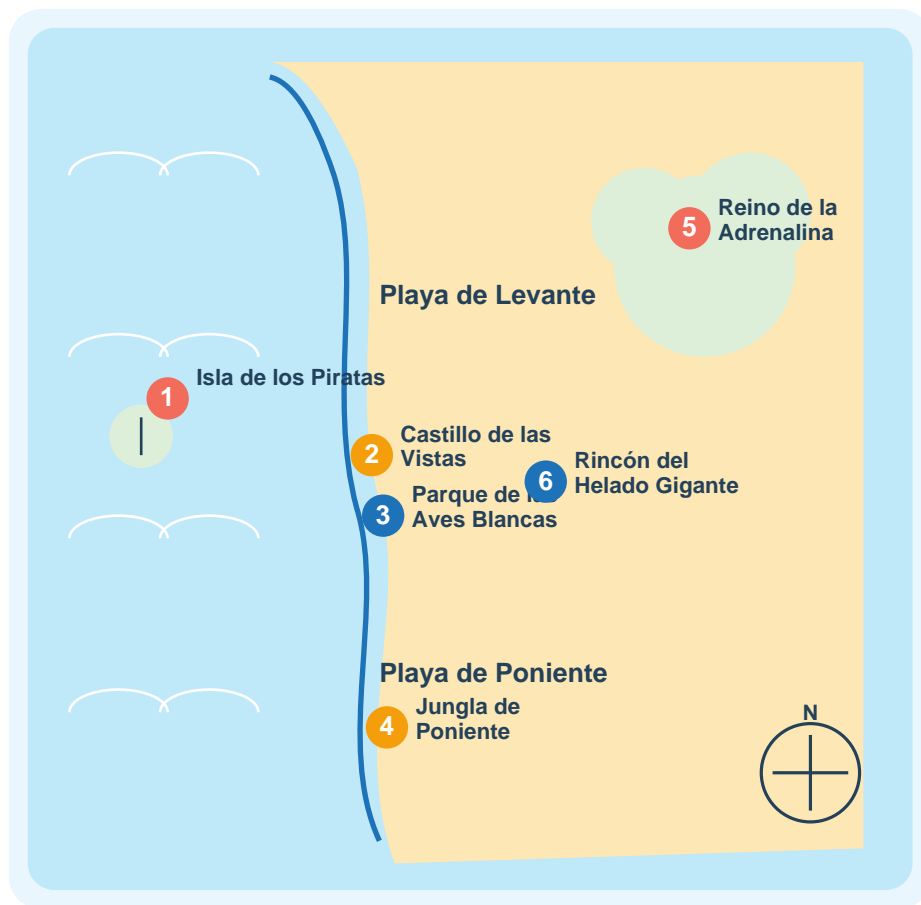 5
Reino de la
Adrenalina
Playa de Levante
1
Isla de los Piratas
2
Castillo de las
Vistas
6
Rincón del
Helado Gigante
3
Parque de
Aves Blancas
Playa de Poniente
4
Jungla de
Poniente
N